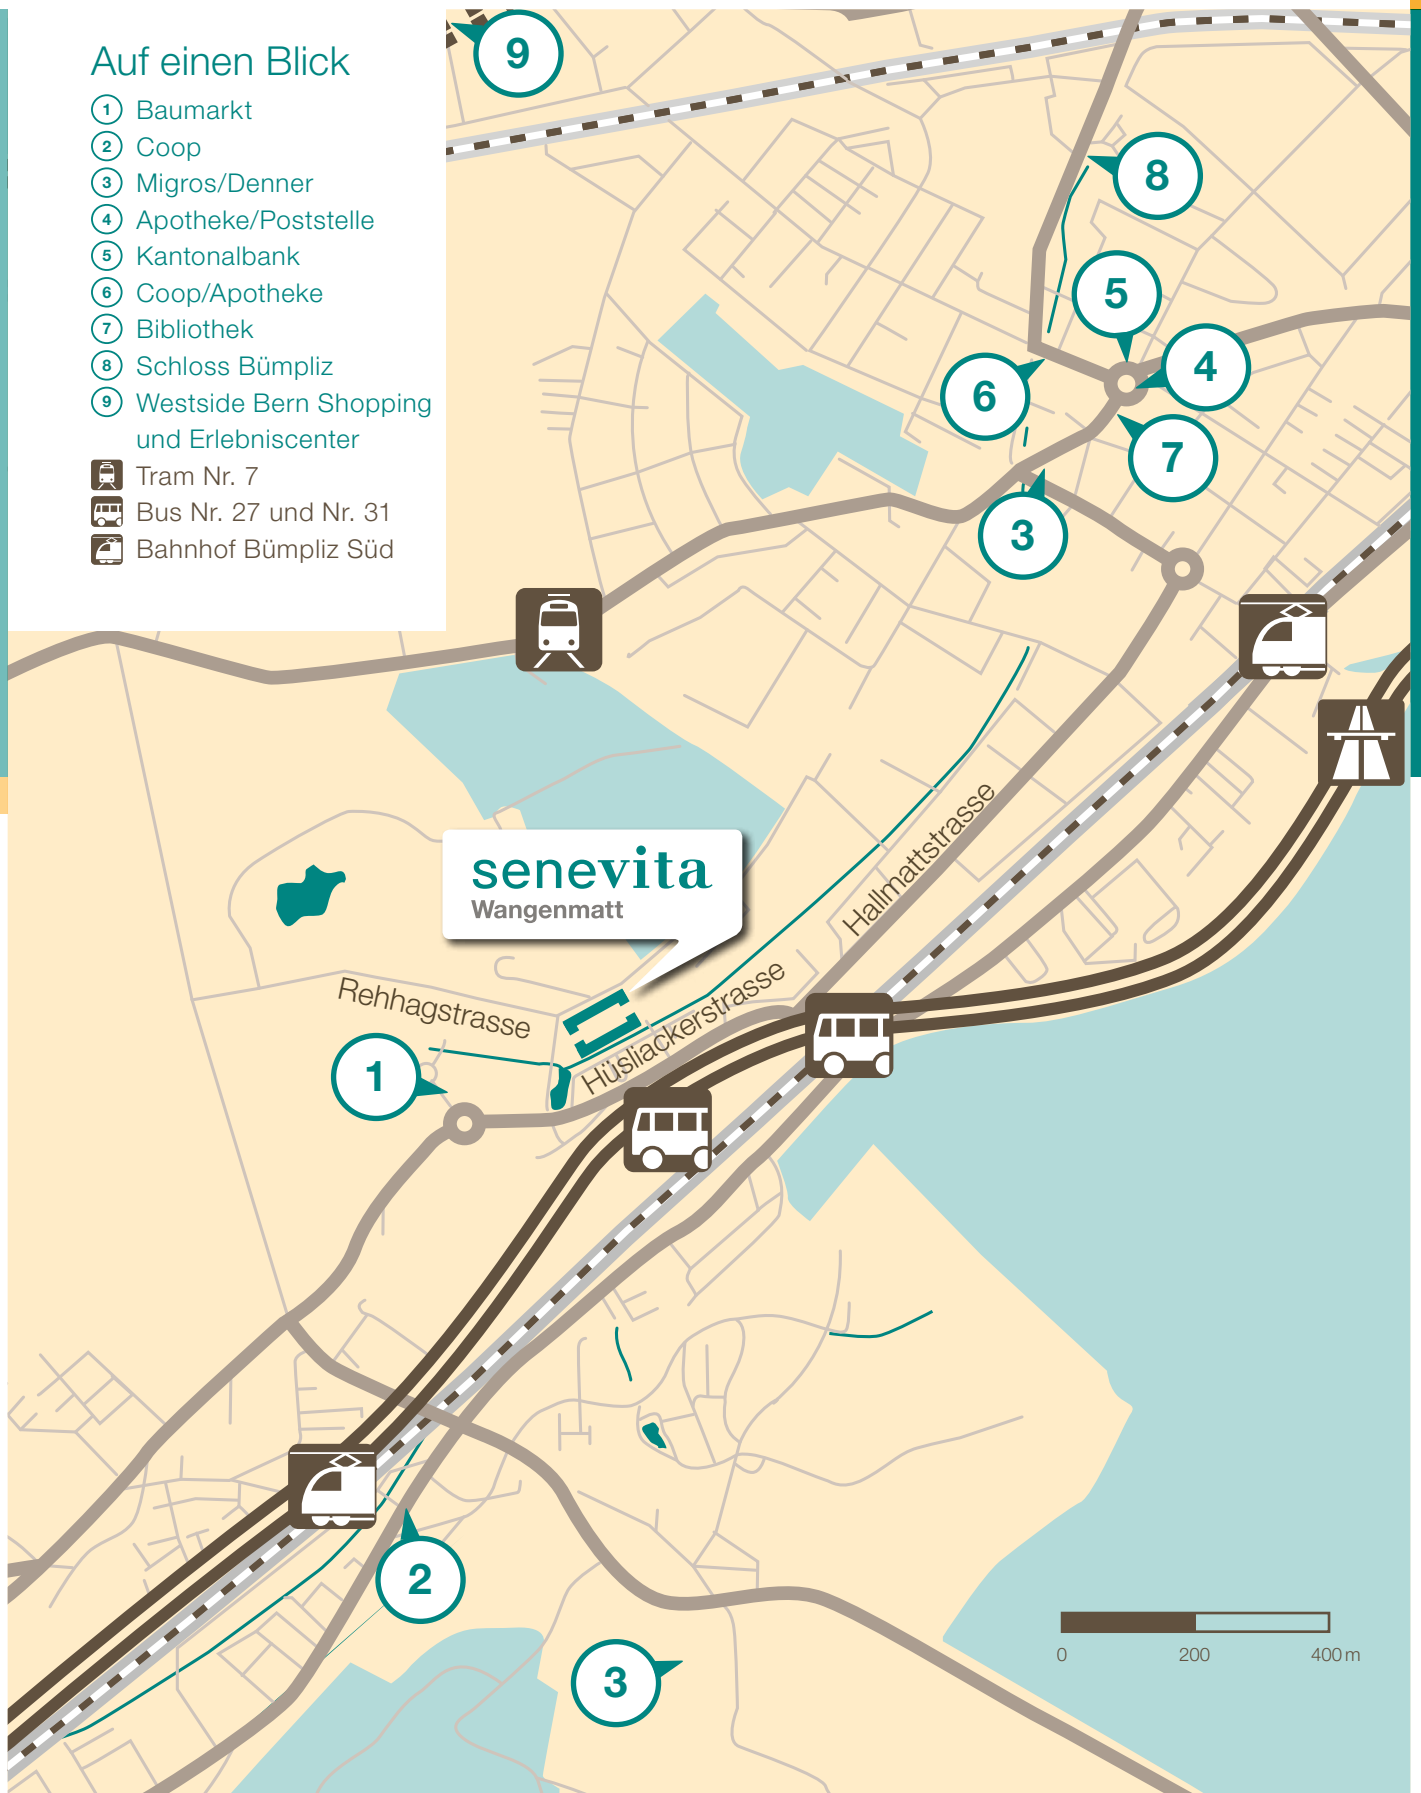 Auf einen Blick
1 Baumarkt
2 Coop
3 Migros/Denner
4 Apotheke/Poststelle
5 Kantonalbank
6 Coop/Apotheke
7 Bibliothek
8 Schloss Bümpliz
9 Westside Bern Shopping
und Erlebniscenter
Tram Nr. 7
Bus Nr. 27 und Nr. 31
Bahnhof Bümpliz Süd
9
8
5
4
6
7
3
Hallmattstrasse
senevita
Wangenmatt
Rehhagstrasse
Hüsliackerstrasse
1
2
3
0 200 400 m